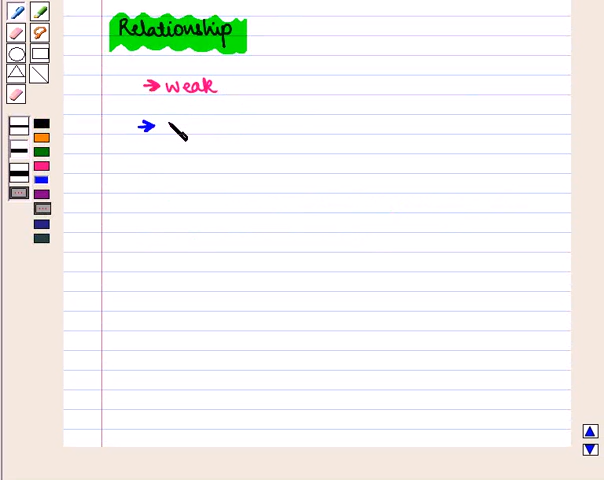 Relationship
→ weak
→